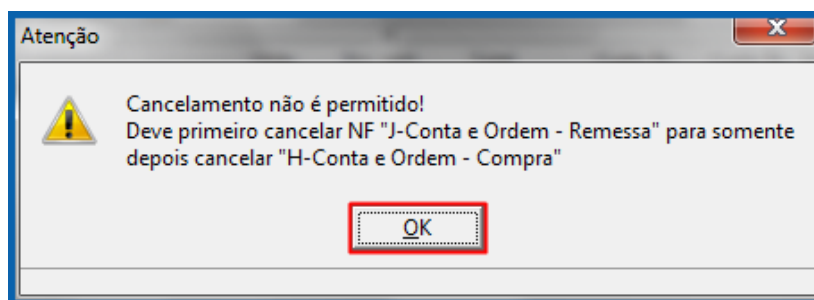 Atenção
Cancelamento não é permitido!
Deve primeiro cancelar NF "J-Conta e Ordem - Remessa" para somente
depois cancelar "H-Conta e Ordem - Compra"
OK